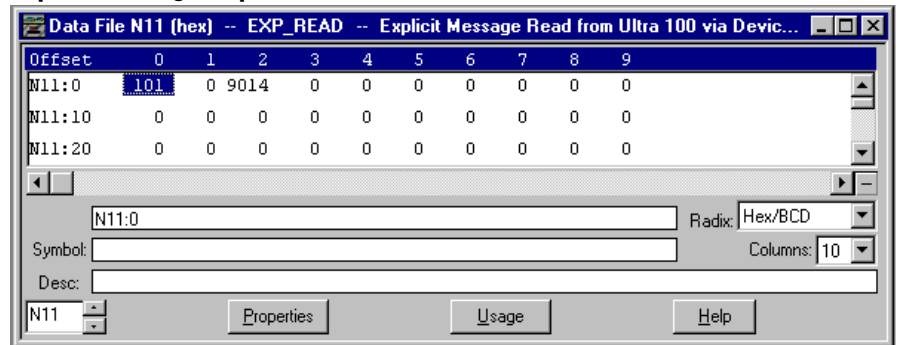 Data File N11 (hex) -- EXP_READ -- Explicit Message Read from Ultra 100 via Devic...
Offset 0 1 2 3 4 5 6 7 8 9
N11:0 101 0 9014 0 0 0 0 0 0 0
N11:10 0 0 0 0 0 0 0 0 0 0
N11:20 0 0 0 0 0 0 0 0 0 0
N11:0 Radix: Hex/BCD
Symbol: Columns: 10
Desc:
N11 Properties Usage Help